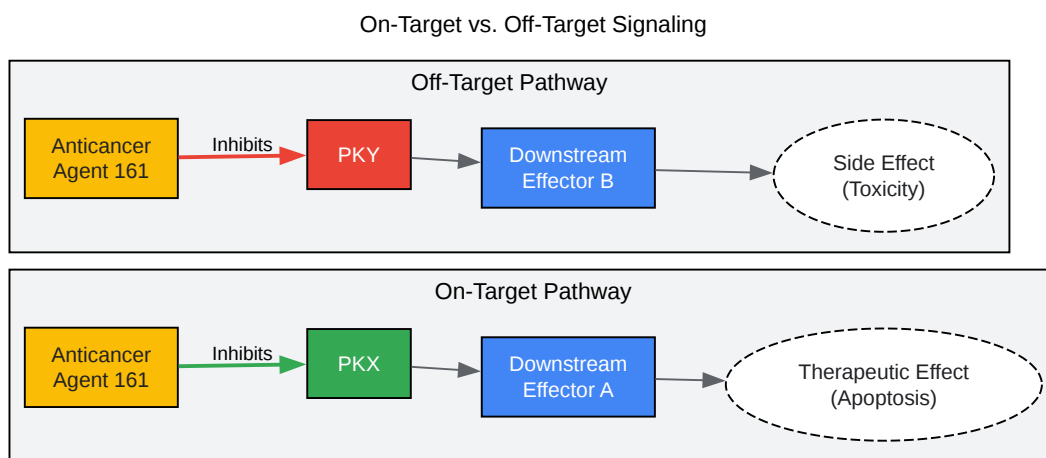 On-Target vs. Off-Target Signaling
Off-Target Pathway
Anticancer
Agent 161
Inhibits
PKY
Downstream
Effector B
Side Effect
(Toxicity)
On-Target Pathway
Anticancer
Agent 161
Inhibits
PKX
Downstream
Effector A
Therapeutic Effect
(Apoptosis)